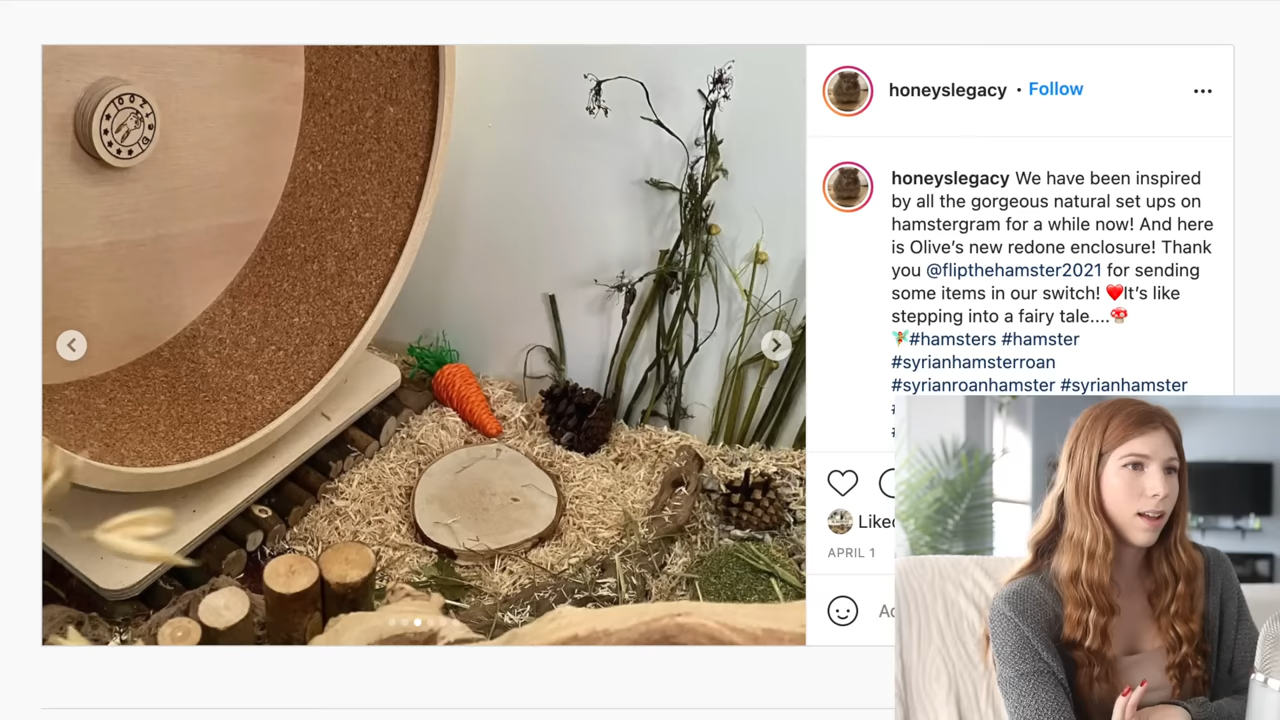 honeyslegacy • Follow
honeyslegacy We have been inspired
by all the gorgeous natural set ups on
hamstergram for a while now! And here
is Olive’s new redone enclosure! Thank
you @flipthehamster2021 for sending
some items in our switch! ❤️It’s like
stepping into a fairy tale....🍄
🧚#hamsters #hamster
#syrianhamsterroan
#syrianroanhamster #syrianhamster
#
#
APRIL 1